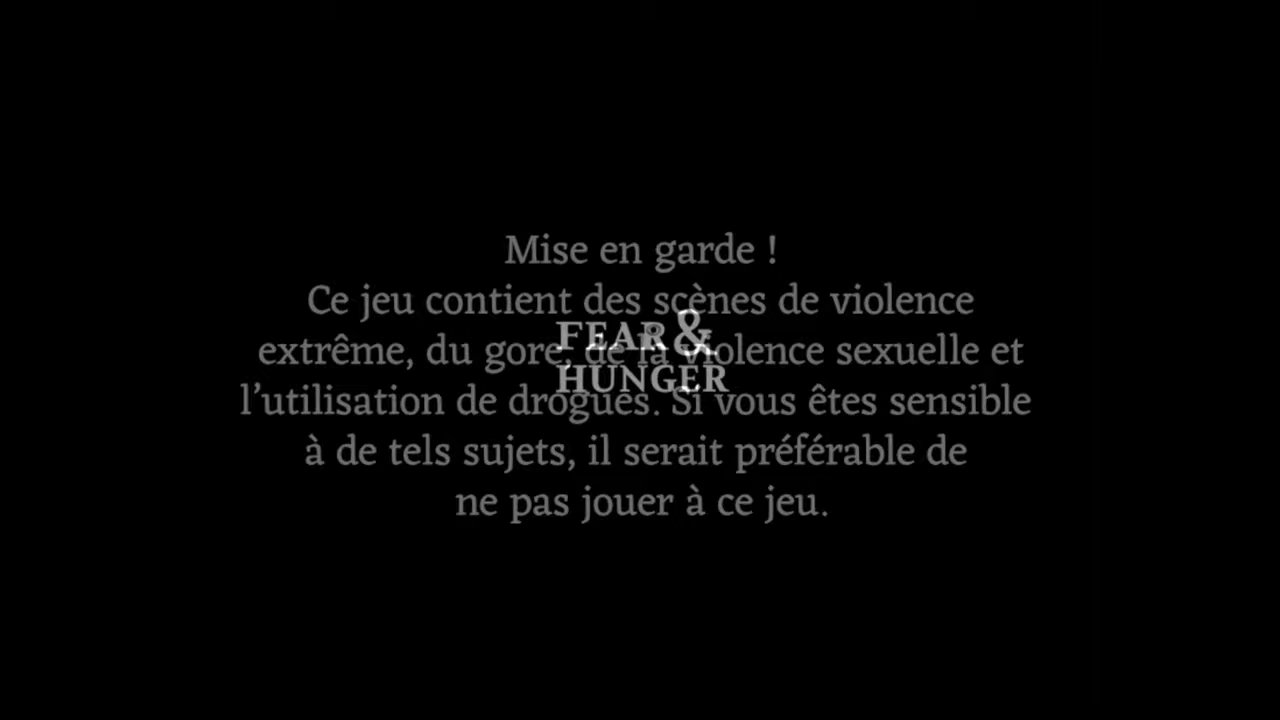 Mise en garde !
Ce jeu contient des scènes de violence
extrême, du gore, de la violence sexuelle et
l’utilisation de drogues. Si vous êtes sensible
à de tels sujets, il serait préférable de
ne pas jouer à ce jeu.
FEAR &
HUNGER